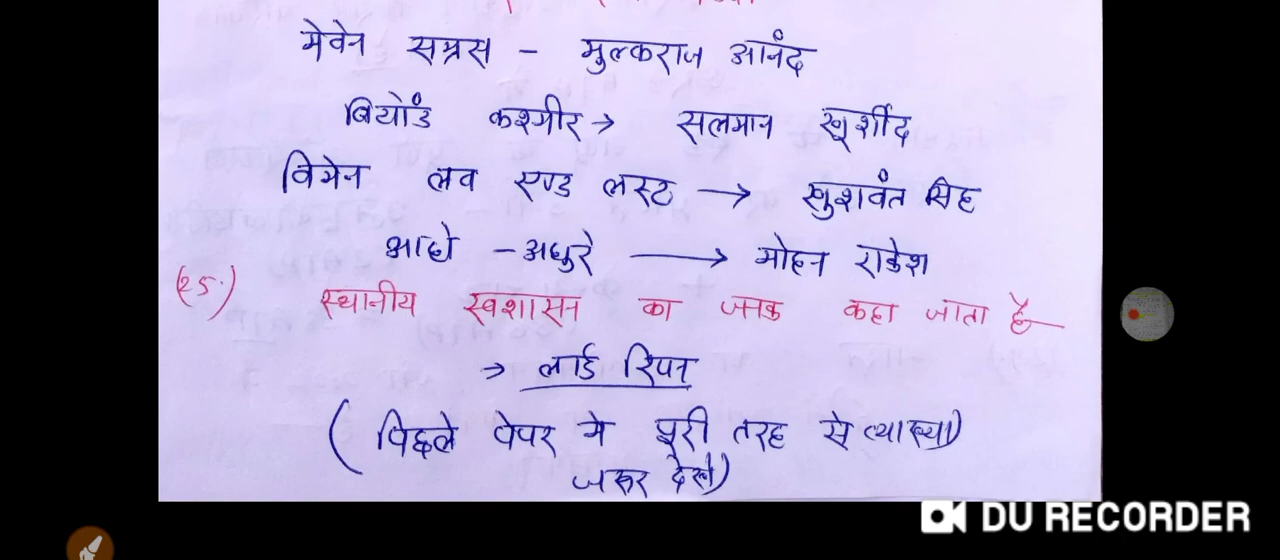 मेवेन समरस - मुल्कराज आनंद
बियोंड कश्मीर → सलमान खुर्शीद
विमेन लव एण्ड लस्ट → खुशवंत सिंह
आधे - अधुरे → मोहन राकेश
(25.) स्थानीय स्वशासन का जनक कहा जाता है
→ लार्ड रिपन
( पिछले पेपर मे पुरी तरह से व्याख्या)
जरूर देखे)
DU RECORDER